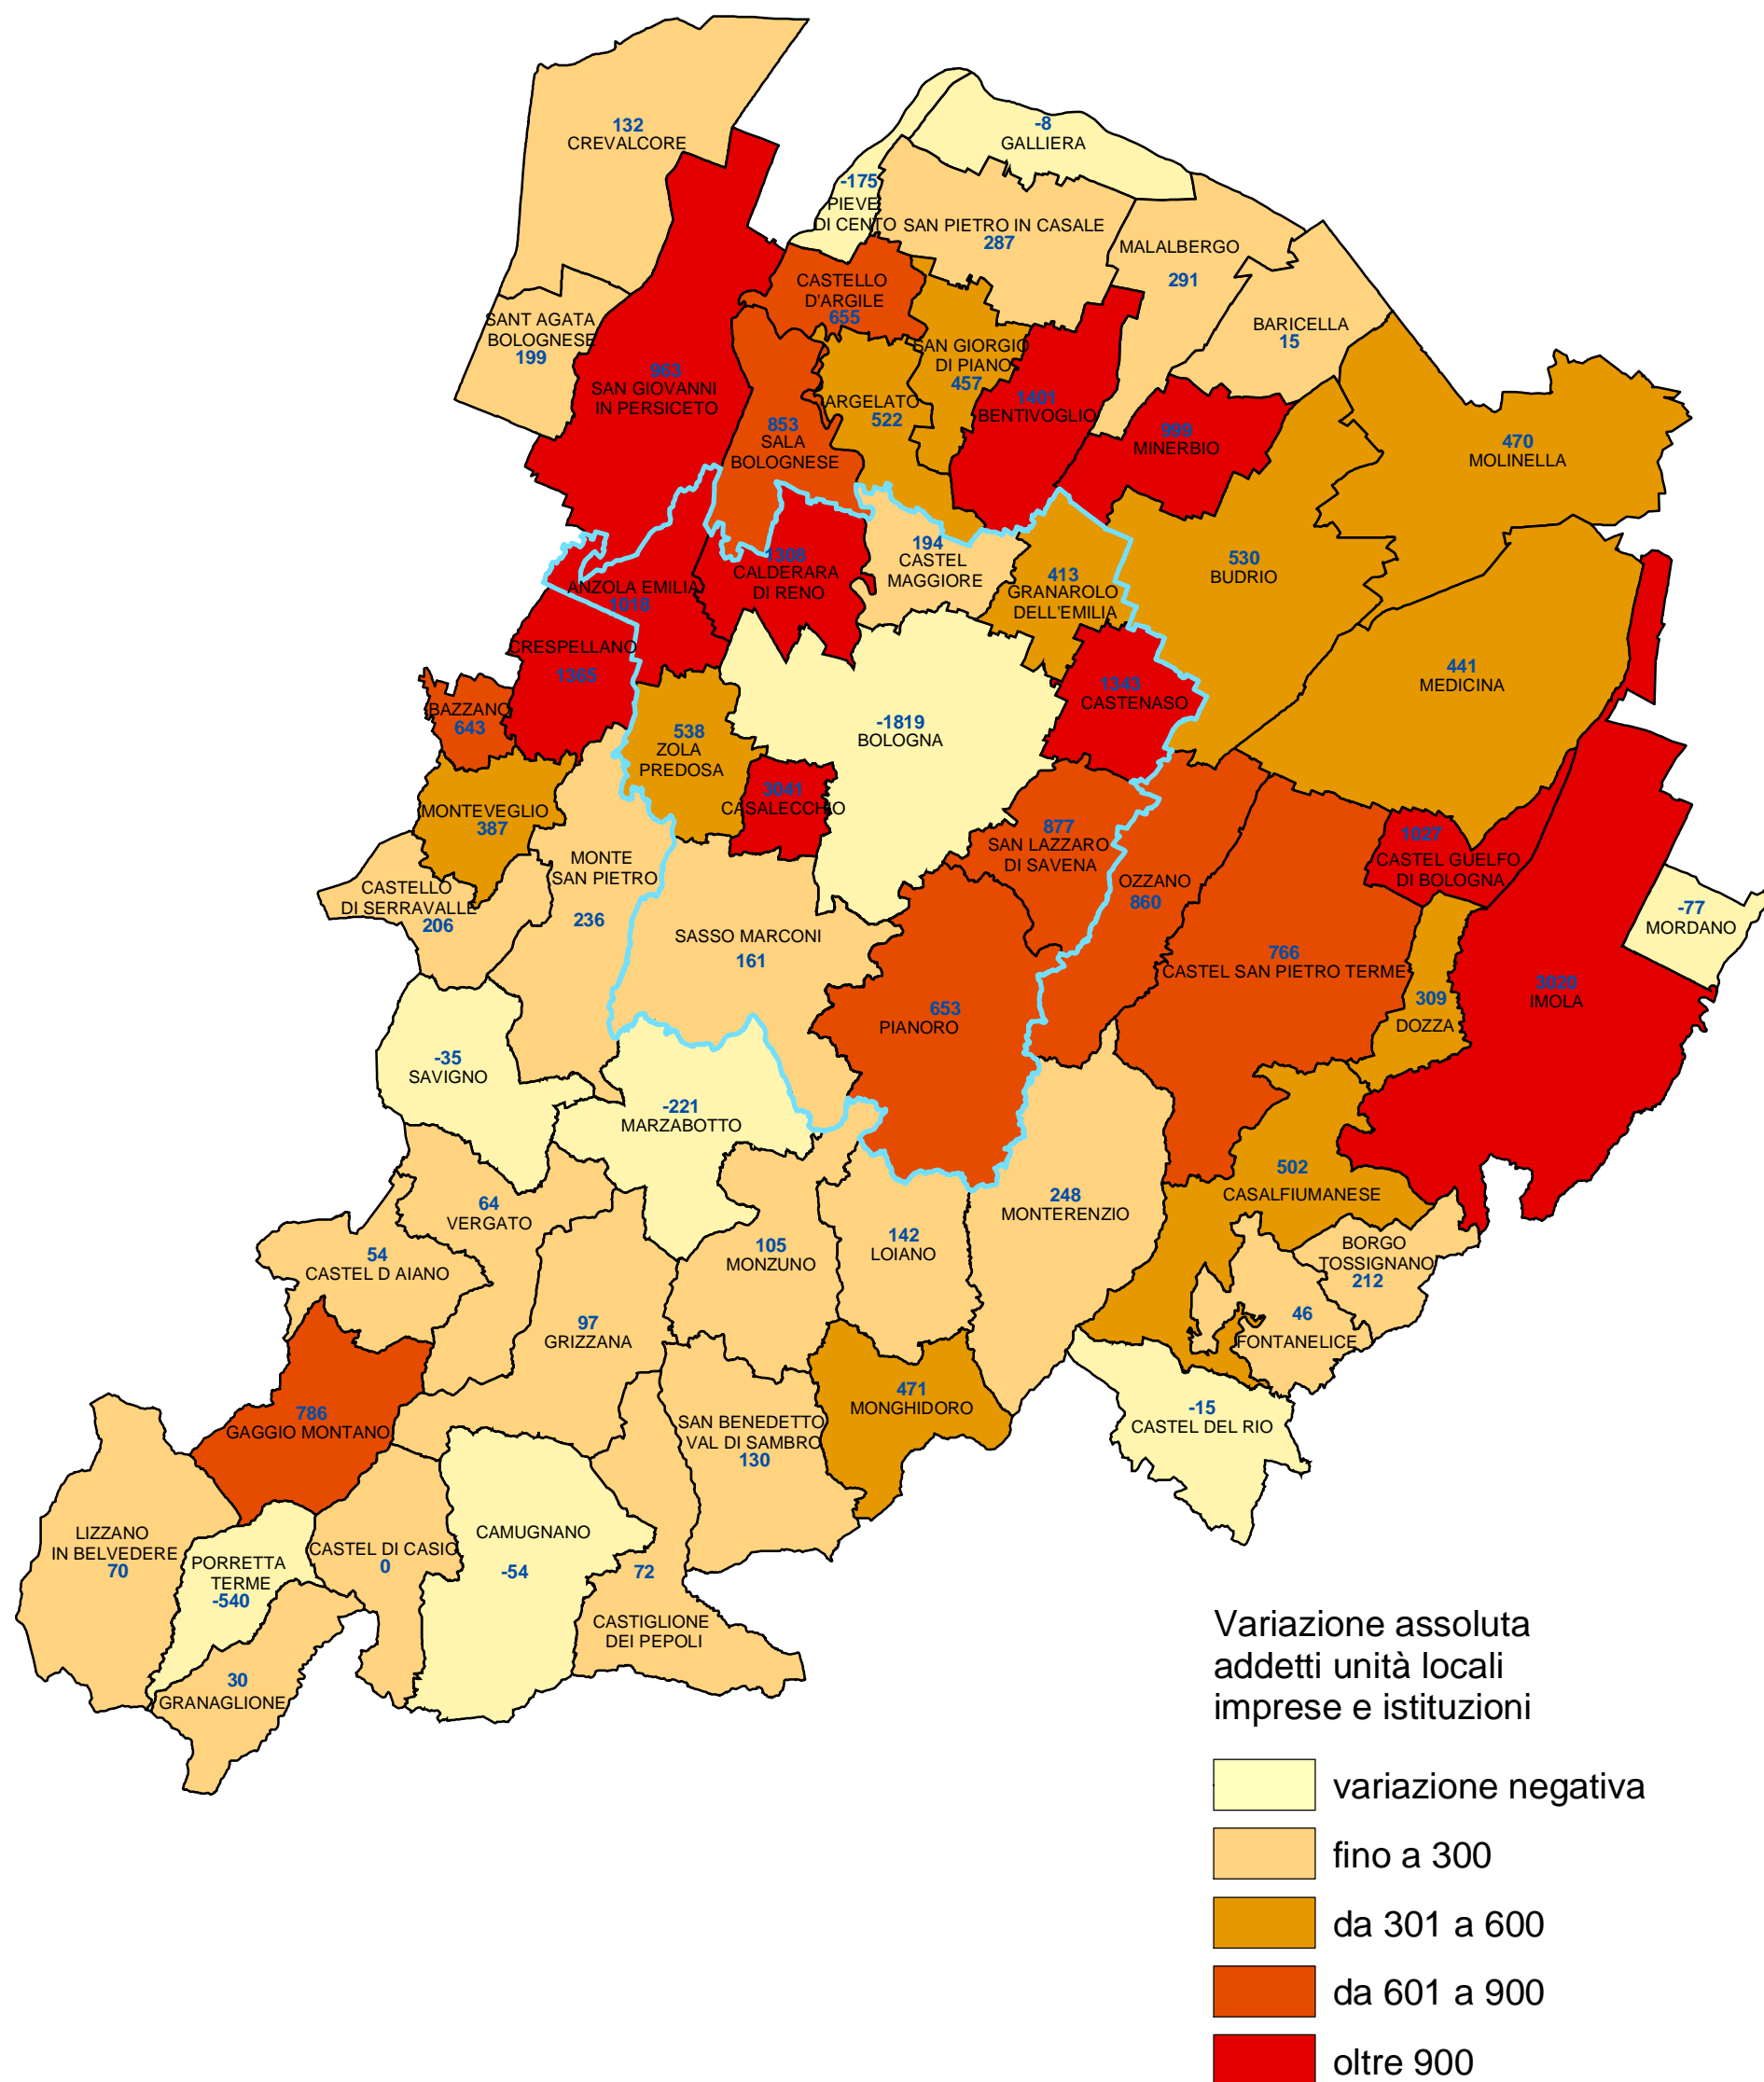 132
CREVALCORE
-8
GALLIERA
-175
PIEVE
DI CENTO
SAN PIETRO IN CASALE
287
MALALBERGO
291
CASTELLO
D'ARGILE
655
SANT AGATA
BOLOGNESE
199
BARICELLA
15
SAN GIORGIO
DI PIANO
457
963
SAN GIOVANNI
IN PERSICETO
ARGELATO
522
1401
BENTIVOGLIO
853
SALA
BOLOGNESE
999
MINERBIO
470
MOLINELLA
194
CASTEL
MAGGIORE
1308
CALDERARA
DI RENO
530
BUDRIO
413
GRANAROLO
DELL'EMILIA
ANZOLA EMILIA
1018
CRESPELLANO
1365
441
MEDICINA
1343
CASTENASO
BAZZANO
643
-1819
BOLOGNA
538
ZOLA
PREDOSA
3041
CASALECCHIO
MONTEVEGLIO
387
877
SAN LAZZARO
DI SAVENA
1027
CASTEL GUELFO
DI BOLOGNA
MONTE
SAN PIETRO
236
CASTELLO
DI SERRAVALLE
206
OZZANO
860
-77
MORDANO
SASSO MARCONI
161
766
CASTEL SAN PIETRO TERME
3020
IMOLA
309
DOZZA
653
PIANORO
-35
SAVIGNO
-221
MARZABOTTO
502
CASALFIUMANESE
64
VERGATO
248
MONTERENZIO
142
LOIANO
105
MONZUNO
54
CASTEL D AIANO
BORGO
TOSSIGNANO
212
97
GRIZZANA
46
FONTANELICE
471
MONGHIDORO
-15
CASTEL DEL RIO
786
GAGGIO MONTANO
SAN BENEDETTO
VAL DI SAMBRO
130
LIZZANO
IN BELVEDERE
70
CAMUGNANO
-54
CASTEL DI CASIO
0
PORRETTA
TERME
-540
72
CASTIGLIONE
DEI PEPOLI
30
GRANAGLIONE
Variazione assoluta
addetti unità locali
imprese e istituzioni
variazione negativa
fino a 300
da 301 a 600
da 601 a 900
oltre 900